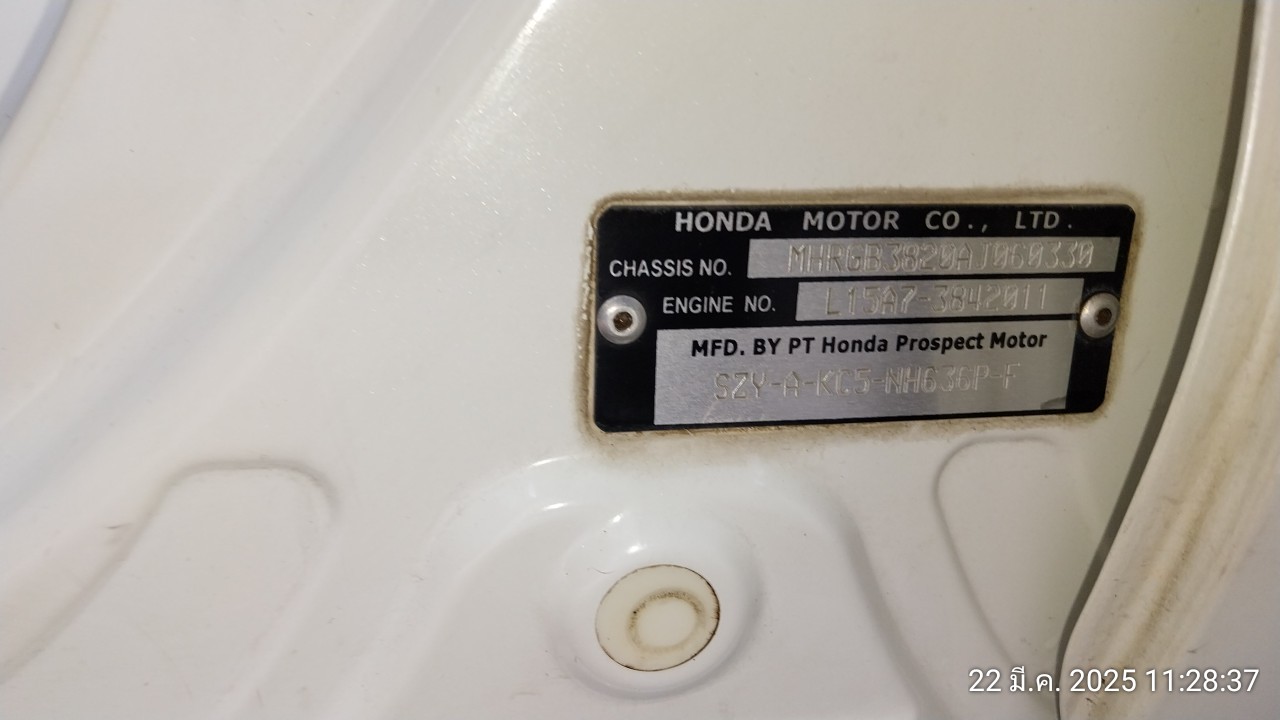 HONDA MOTOR CO., LTD.
CHASSIS NO. MHRGB3820AJ060330
ENGINE NO. L15A7-3842011
MFD. BY PT Honda Prospect Motor
SZY-A-KC5-NH636P-F
22 มี.ค. 2025 11:28:37